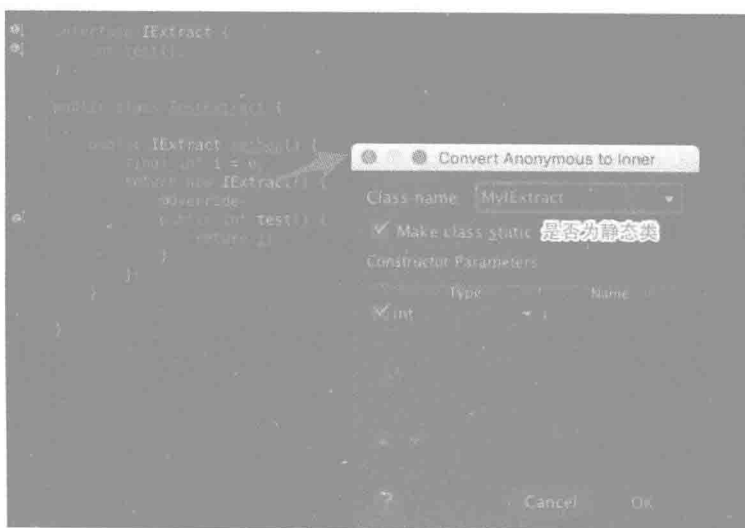 interface IExtract {
int test();
}
public class TestExtract {
public IExtract method() {
final int i = 0;
return new IExtract() {
@Override
public int test() {
return i;
}
};
}
}
Convert Anonymous to Inner
Class name MyIExtract
Make class static 是否为静态类
Constructor Parameters
Type Name
int i
? Cancel OK